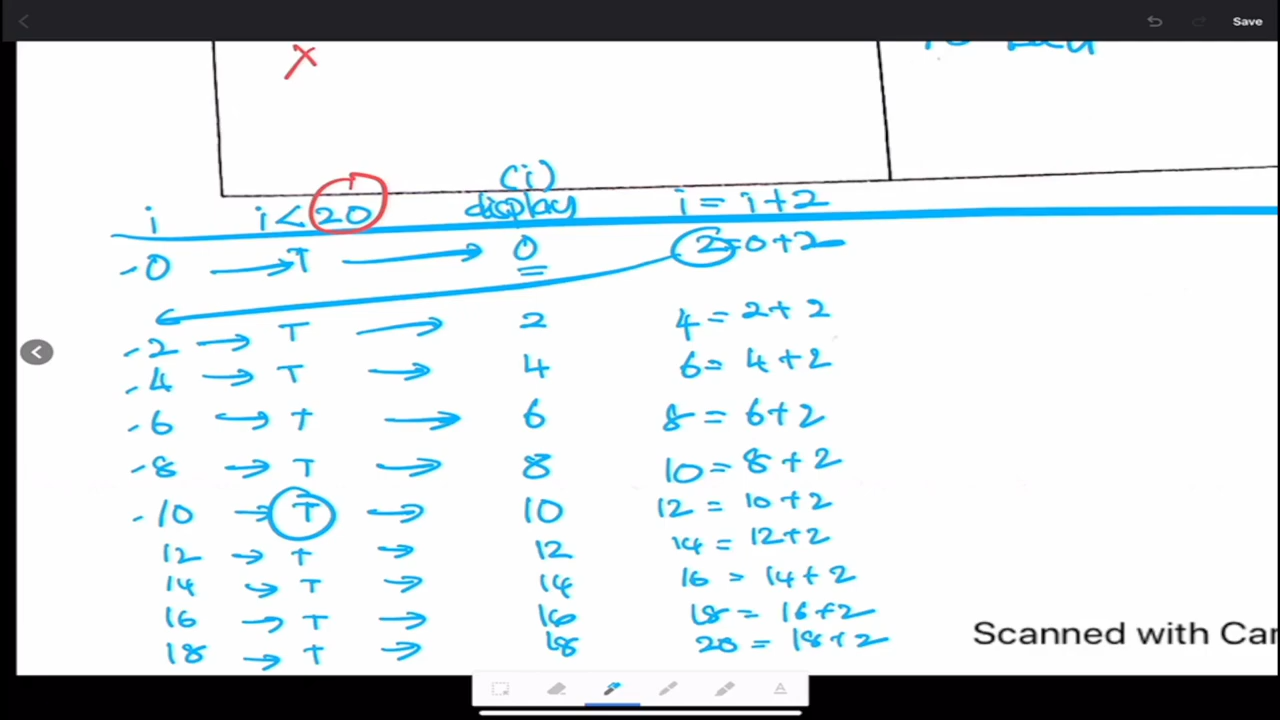 Save
X
(i)
i i < 20 display i = i + 2
- 0 → T → 0 2 = 0 + 2
- 2 → T → 2 4 = 2 + 2
- 4 → T → 4 6 = 4 + 2
- 6 → T → 6 8 = 6 + 2
- 8 → T → 8 10 = 8 + 2
- 10 → T → 10 12 = 10 + 2
12 → T → 12 14 = 12 + 2
14 → T → 14 16 = 14 + 2
16 → T → 16 18 = 16 + 2
18 → T → 18 20 = 18 + 2
Scanned with Car
A